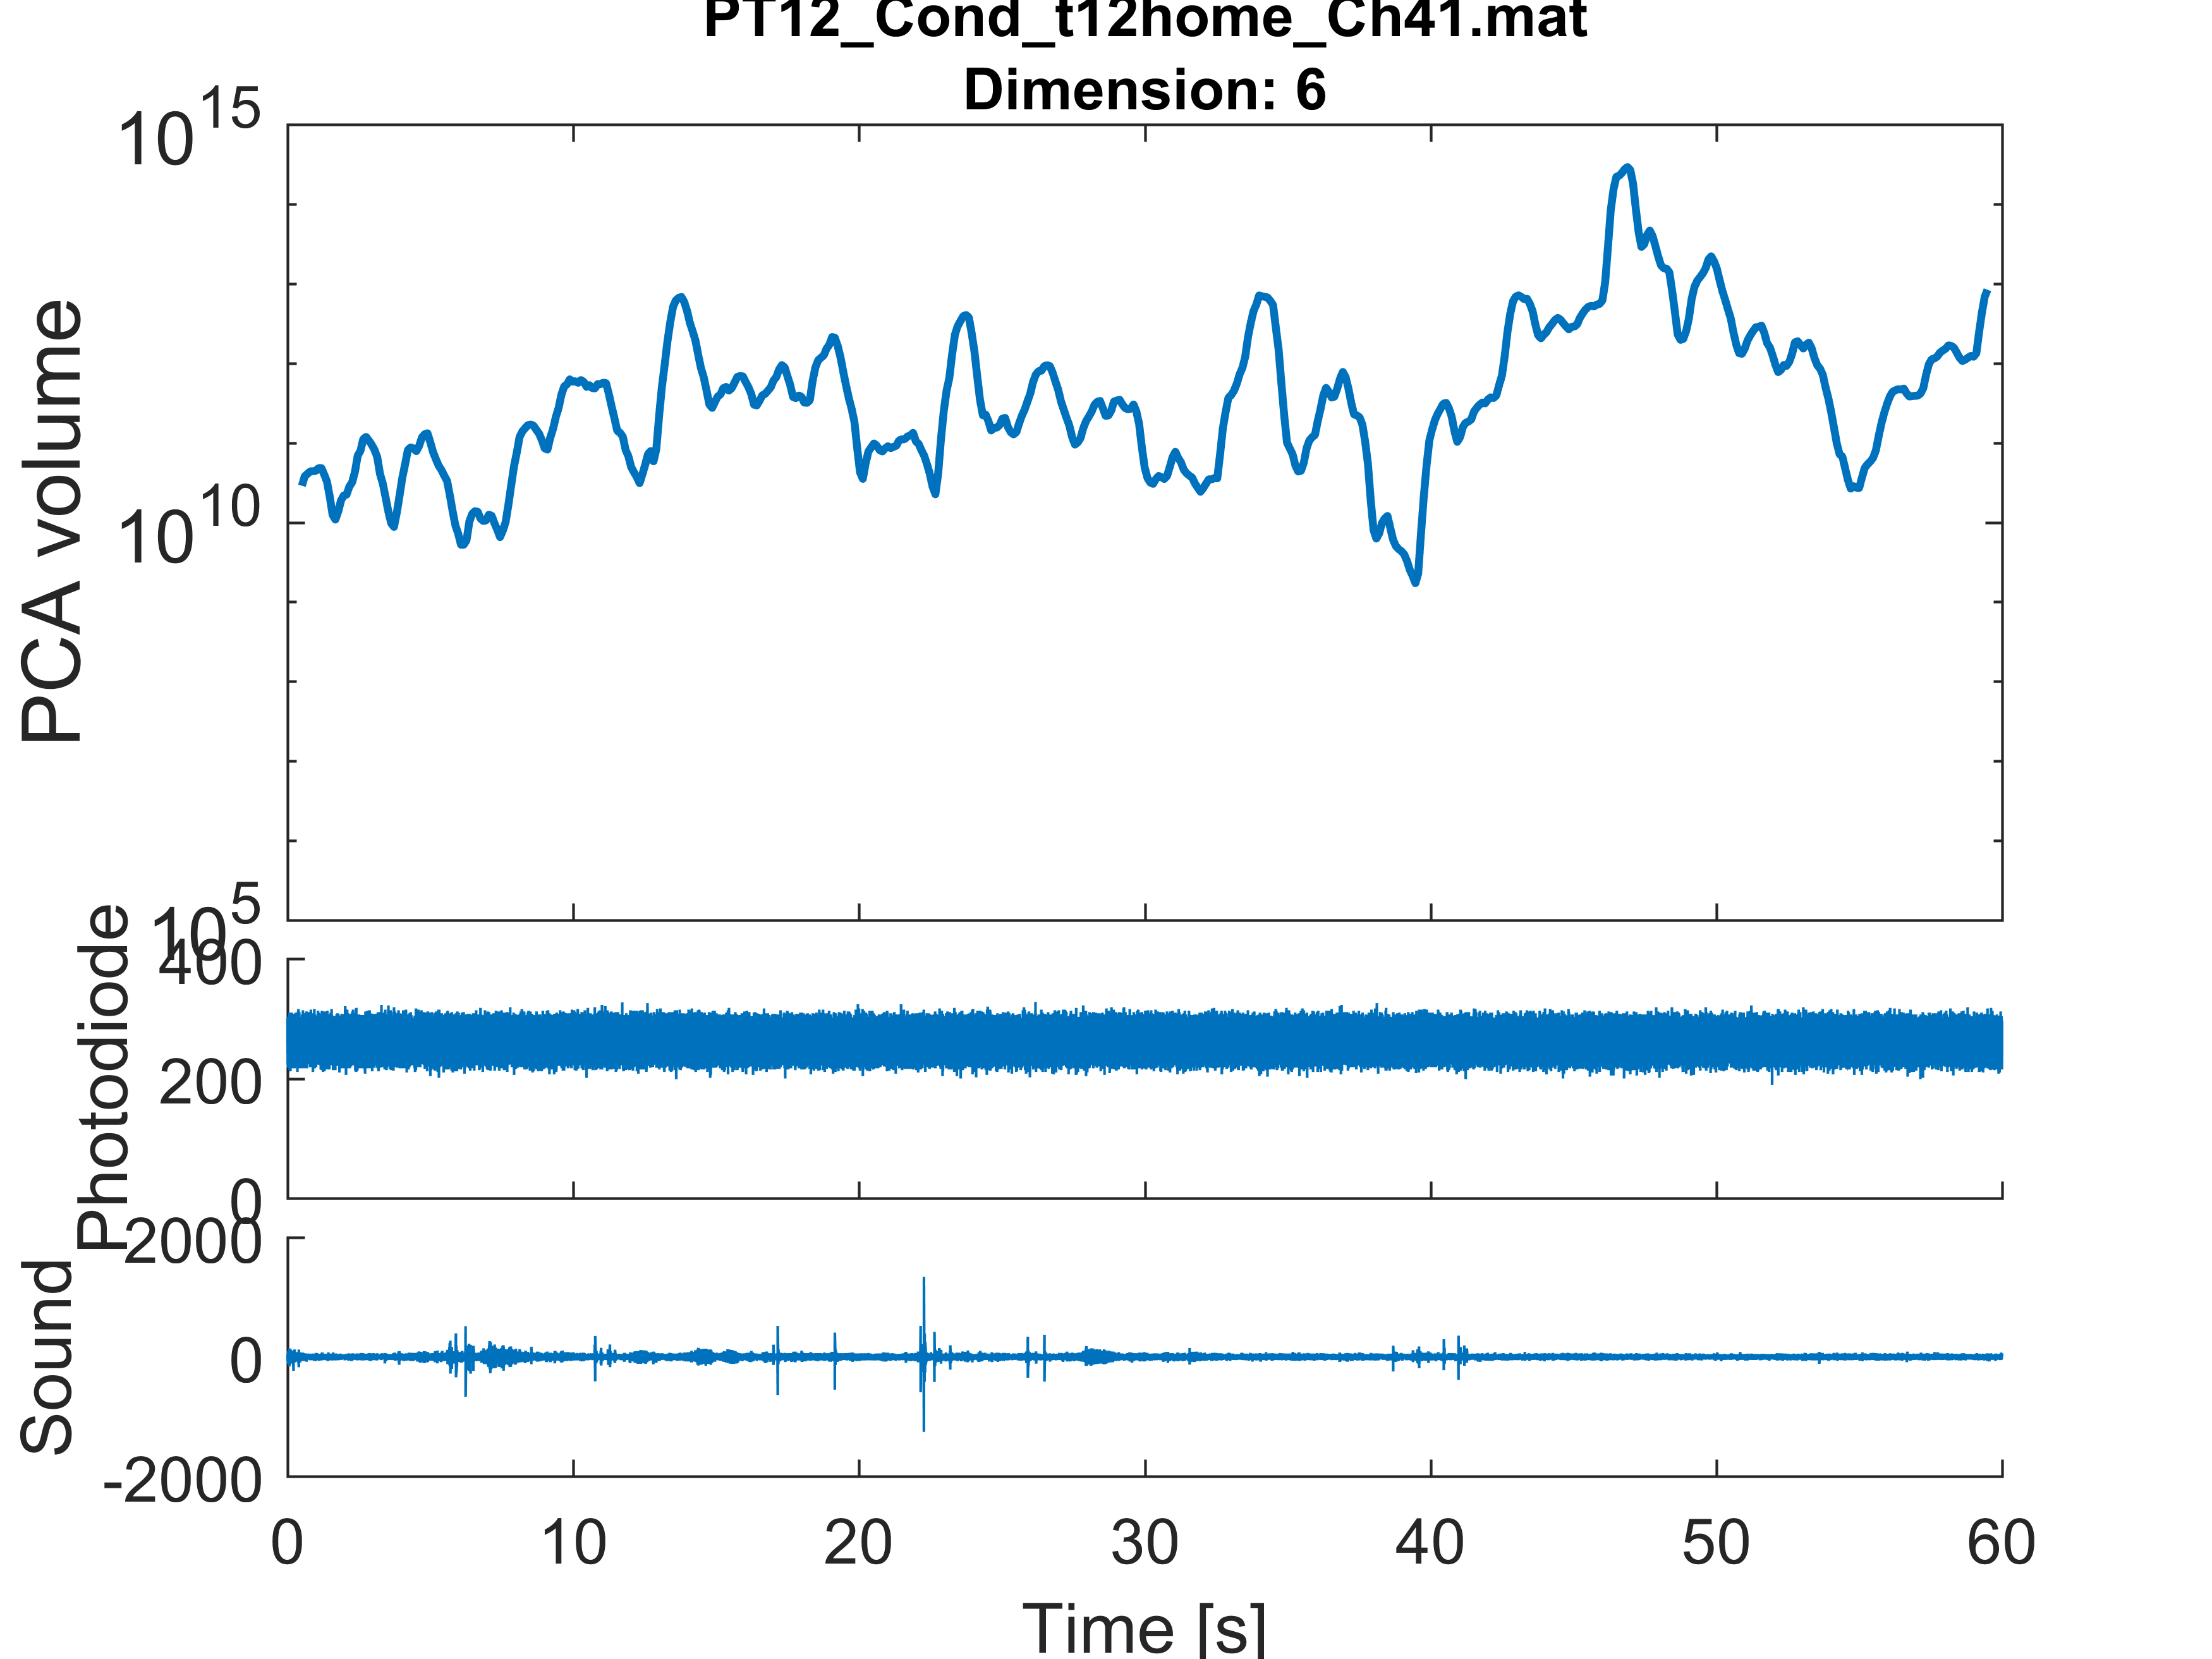 PT12_Cond_t12home_Ch41.mat
Dimension: 6
PCA volume
10^15
10^10
10^5
Photodiode
400
200
0
Sound
2000
0
-2000
0 10 20 30 40 50 60
Time [s]